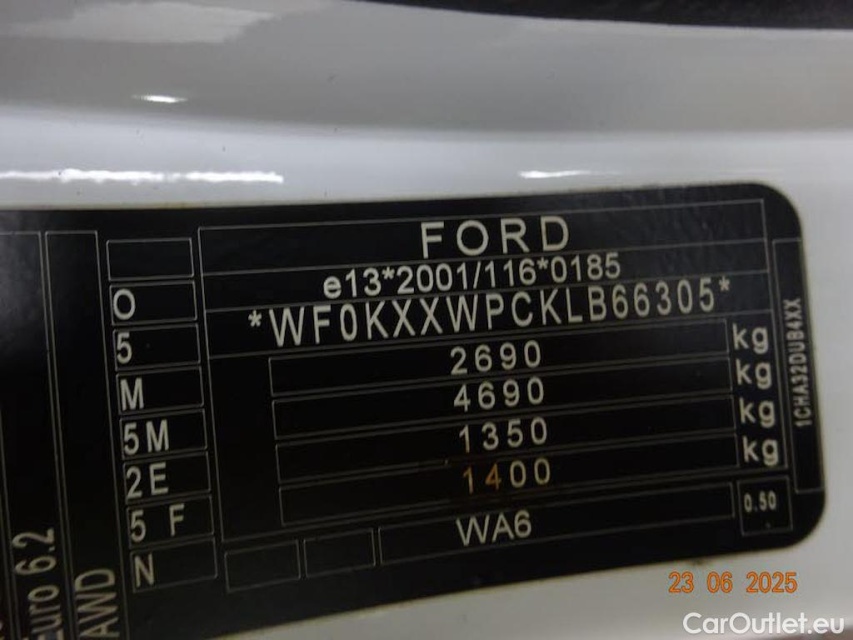 FORD
e13*2001/116*0185
*WF0KXXWPCKLB66305*
2690 kg
4690 kg
1350 kg
1400 kg
WA6
0.50
O
5
M
5M
2E
5 F
N
AWD
uro 6.2
1CHA32DUB4XX
23 06 2025
CarOutlet.eu